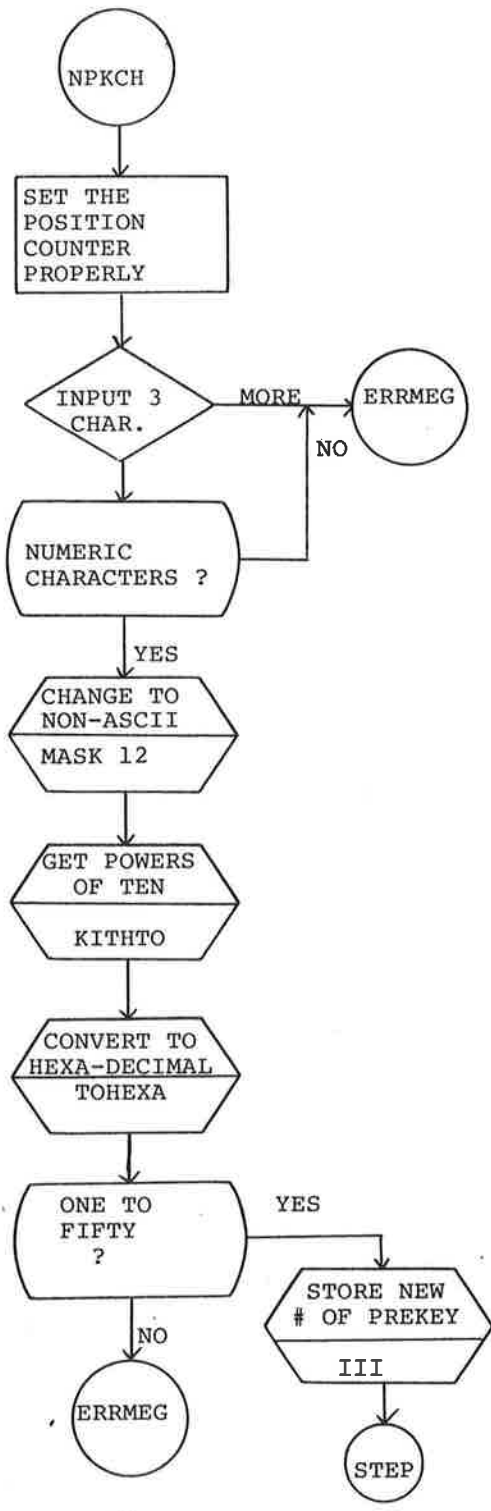 NPKCH
SET THE
POSITION
COUNTER
PROPERLY
INPUT 3
CHAR.
MORE
ERRMEG
NO
NUMERIC
CHARACTERS ?
YES
CHANGE TO
NON-ASCII
MASK 12
GET POWERS
OF TEN
KITHTO
CONVERT TO
HEXA-DECIMAL
TOHEXA
ONE TO
FIFTY
?
YES
STORE NEW
# OF PREKEY
III
NO
ERRMEG
STEP